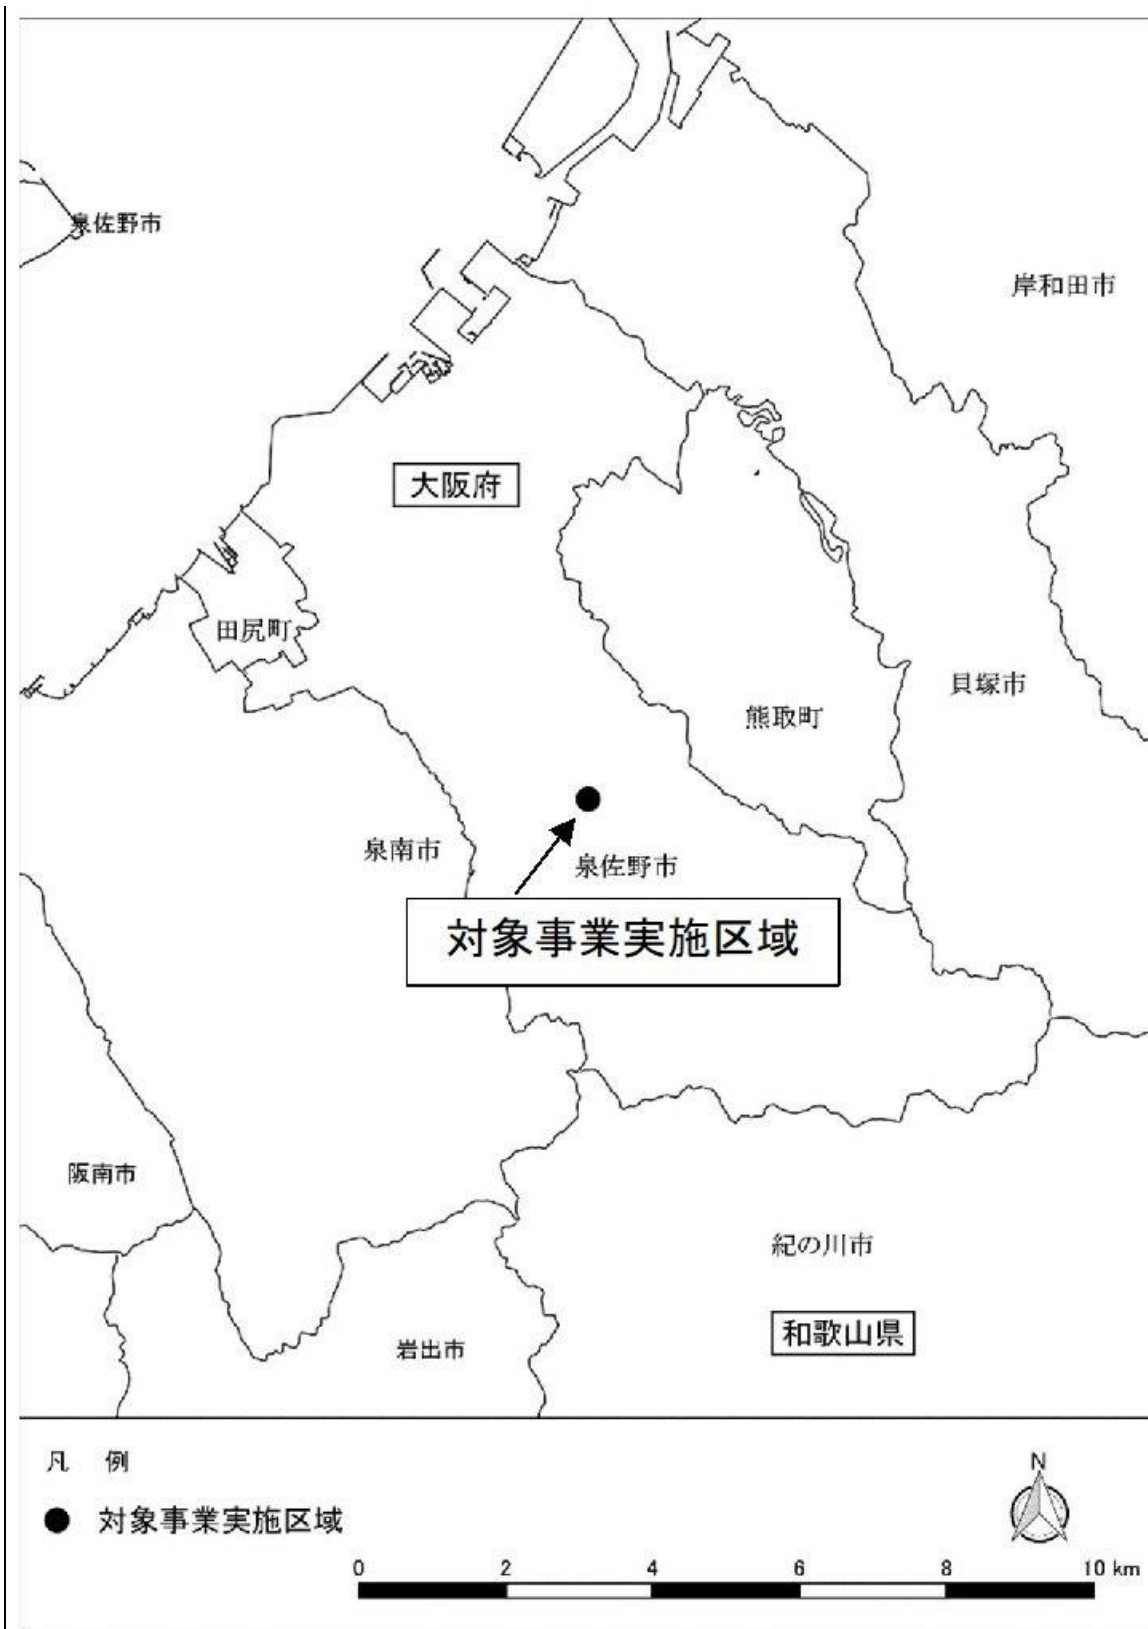 泉佐野市
岸和田市
大阪府
田尻町
貝塚市
熊取町
泉南市
泉佐野市
対象事業実施区域
阪南市
紀の川市
和歌山県
岩出市
凡 例
● 対象事業実施区域
N
0 2 4 6 8 10 km